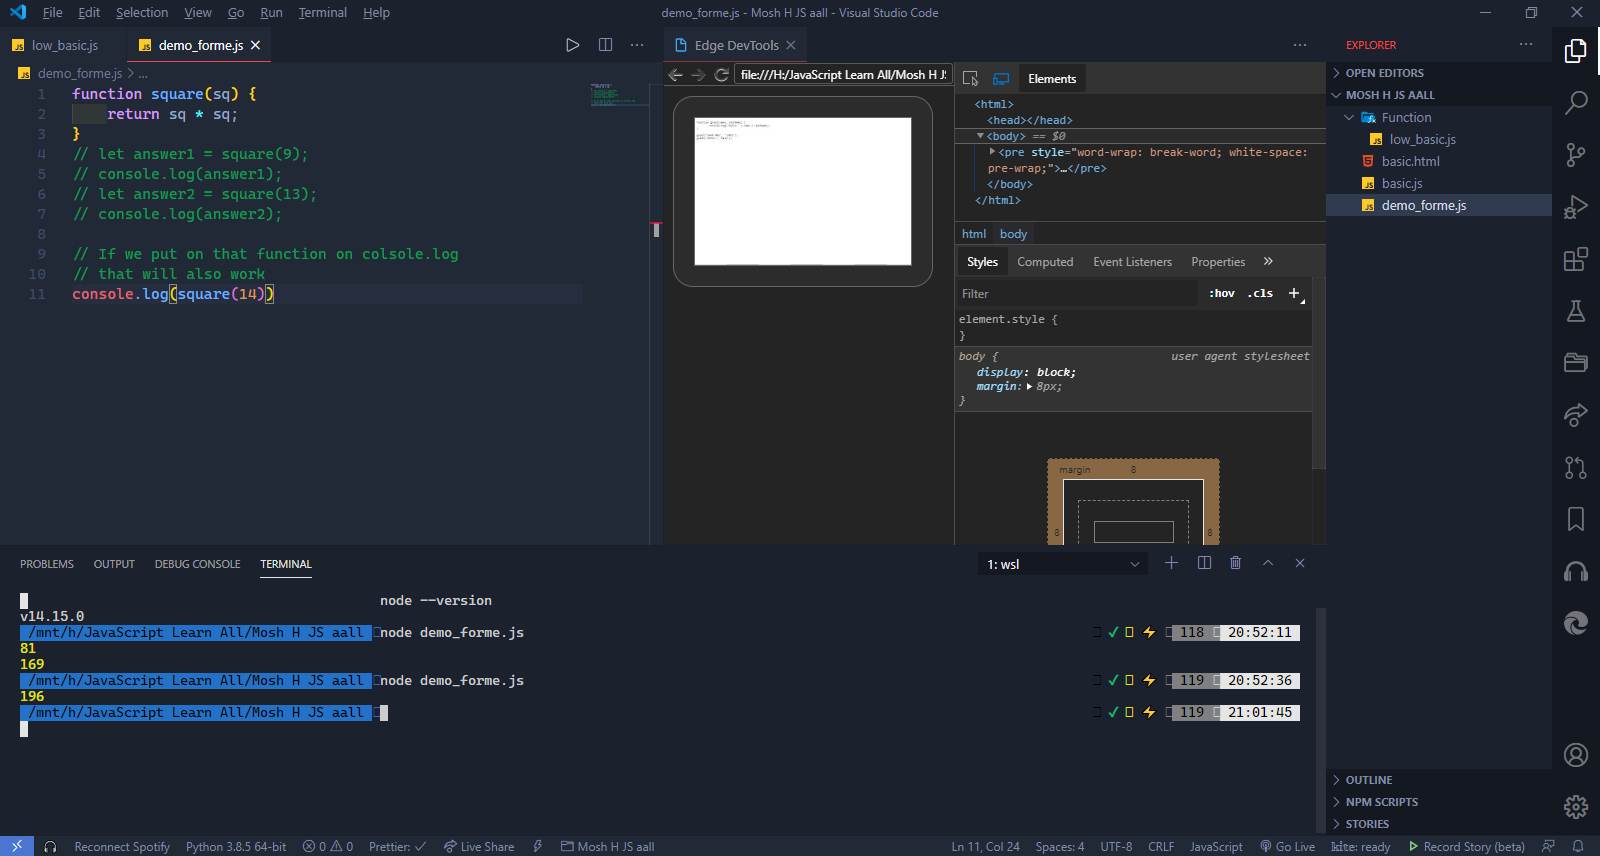 File Edit Selection View Go Run Terminal Help
demo_forme.js - Mosh H JS aall - Visual Studio Code
JS low_basic.js
JS demo_forme.js
JS demo_forme.js > ...
1 function square(sq) {
2 return sq * sq;
3 }
4 // let answer1 = square(9);
5 // console.log(answer1);
6 // let answer2 = square(13);
7 // console.log(answer2);
8
9 // If we put on that function on colsole.log
10 // that will also work
11 console.log(square(14))
Edge DevTools
file:///H:/JavaScript Learn All/Mosh H JS
Elements
<html>
<head></head>
<body> == $0
<pre style="word-wrap: break-word; white-space:
pre-wrap;">…</pre>
</body>
</html>
html body
Styles Computed Event Listeners Properties »
Filter :hov .cls +
element.style {
}
body { user agent stylesheet
display: block;
margin: 8px;
}
margin 8
8 8
EXPLORER
OPEN EDITORS
MOSH H JS AALL
Function
JS low_basic.js
basic.html
JS basic.js
JS demo_forme.js
OUTLINE
NPM SCRIPTS
STORIES
PROBLEMS OUTPUT DEBUG CONSOLE TERMINAL
1: wsl
node --version
v14.15.0
/mnt/h/JavaScript Learn All/Mosh H JS aall node demo_forme.js 118 20:52:11
81
169
/mnt/h/JavaScript Learn All/Mosh H JS aall node demo_forme.js 119 20:52:36
196
/mnt/h/JavaScript Learn All/Mosh H JS aall 119 21:01:45
Reconnect Spotify Python 3.8.5 64-bit 0 0 Prettier: ✓ Live Share Mosh H JS aall Ln 11, Col 24 Spaces: 4 UTF-8 CRLF JavaScript Go Live kite: ready Record Story (beta)